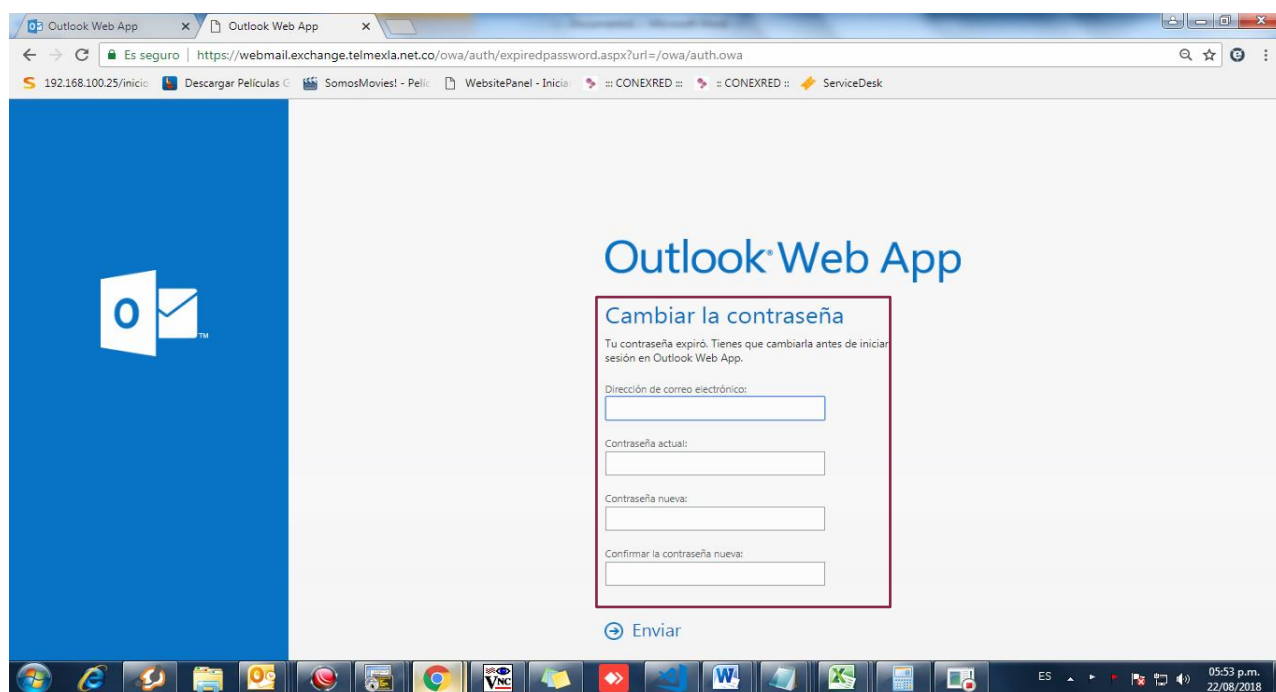 Outlook Web App
Outlook Web App
Es seguro | https://webmail.exchange.telmexla.net.co/owa/auth/expiredpassword.aspx?url=/owa/auth.owa
192.168.100.25/inicio Descargar Películas G SomosMovies! - Pelíc WebsitePanel - Inicia ::: CONEXRED ::: :: CONEXRED :: ServiceDesk
Outlook Web App
Cambiar la contraseña
Tu contraseña expiró. Tienes que cambiarla antes de iniciar
sesión en Outlook Web App.
Dirección de correo electrónico:
Contraseña actual:
Contraseña nueva:
Confirmar la contraseña nueva:
Enviar
O
TM
VNC
ES
05:53 p.m.
22/08/2018